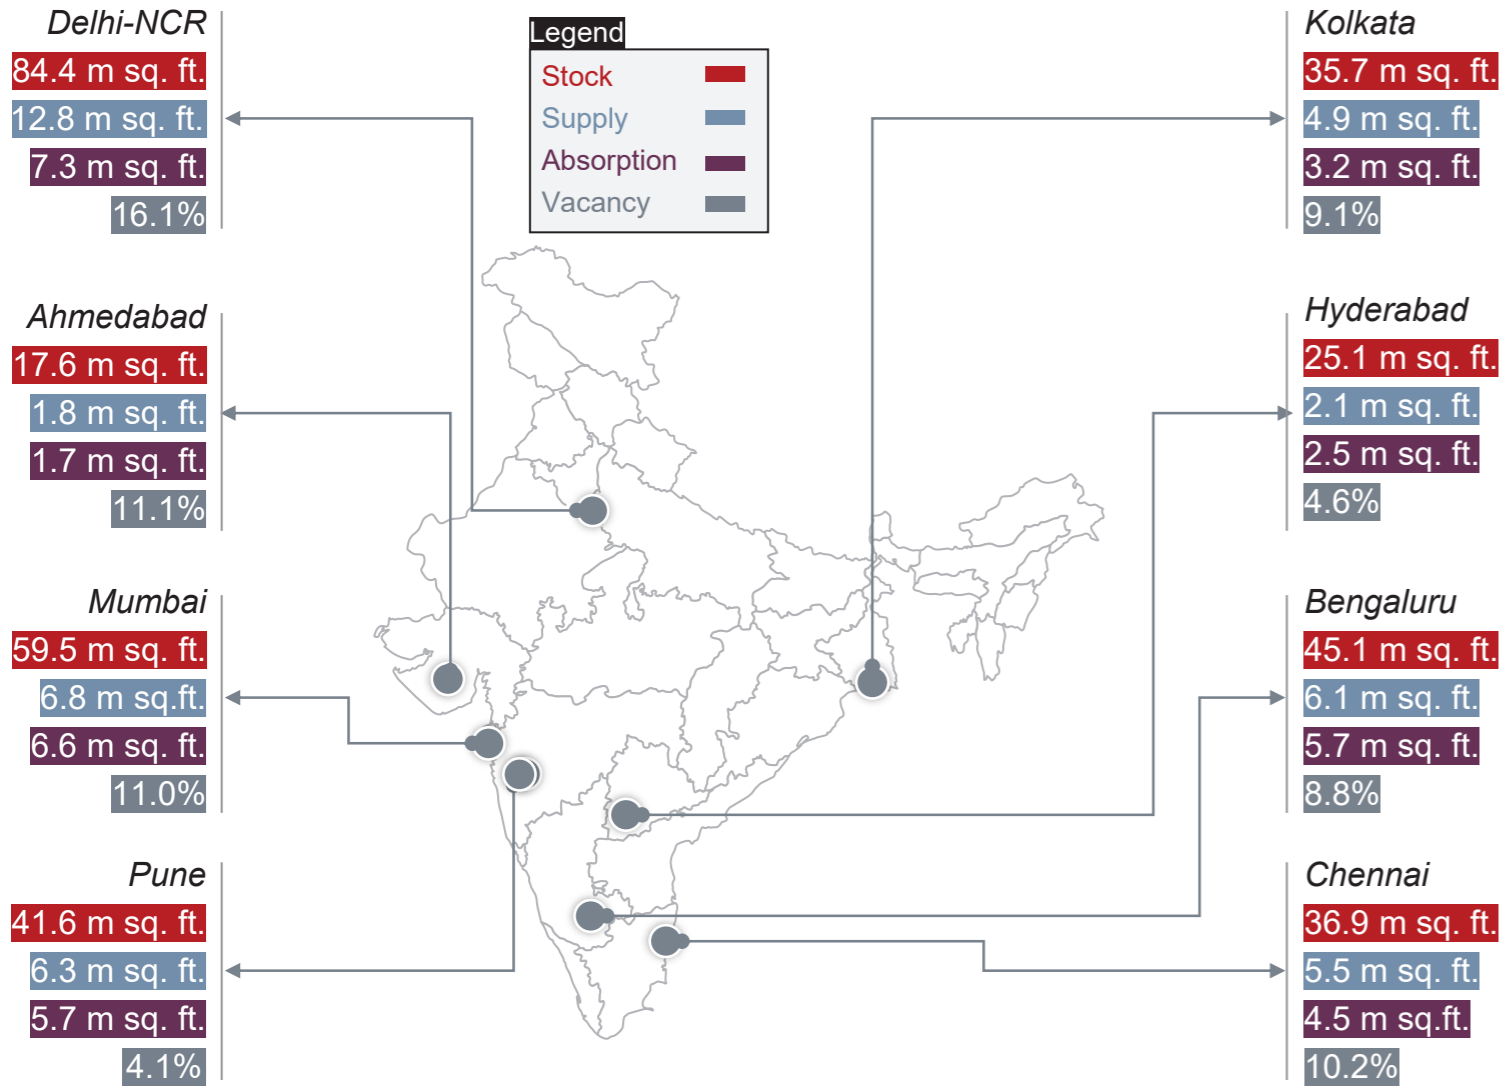 Delhi-NCR
84.4 m sq. ft.
12.8 m sq. ft.
7.3 m sq. ft.
16.1%
Ahmedabad
17.6 m sq. ft.
1.8 m sq. ft.
1.7 m sq. ft.
11.1%
Mumbai
59.5 m sq. ft.
6.8 m sq.ft.
6.6 m sq. ft.
11.0%
Pune
41.6 m sq. ft.
6.3 m sq. ft.
5.7 m sq. ft.
4.1%
Legend
Stock
Supply
Absorption
Vacancy
Kolkata
35.7 m sq. ft.
4.9 m sq. ft.
3.2 m sq. ft.
9.1%
Hyderabad
25.1 m sq. ft.
2.1 m sq. ft.
2.5 m sq. ft.
4.6%
Bengaluru
45.1 m sq. ft.
6.1 m sq. ft.
5.7 m sq. ft.
8.8%
Chennai
36.9 m sq. ft.
5.5 m sq. ft.
4.5 m sq.ft.
10.2%